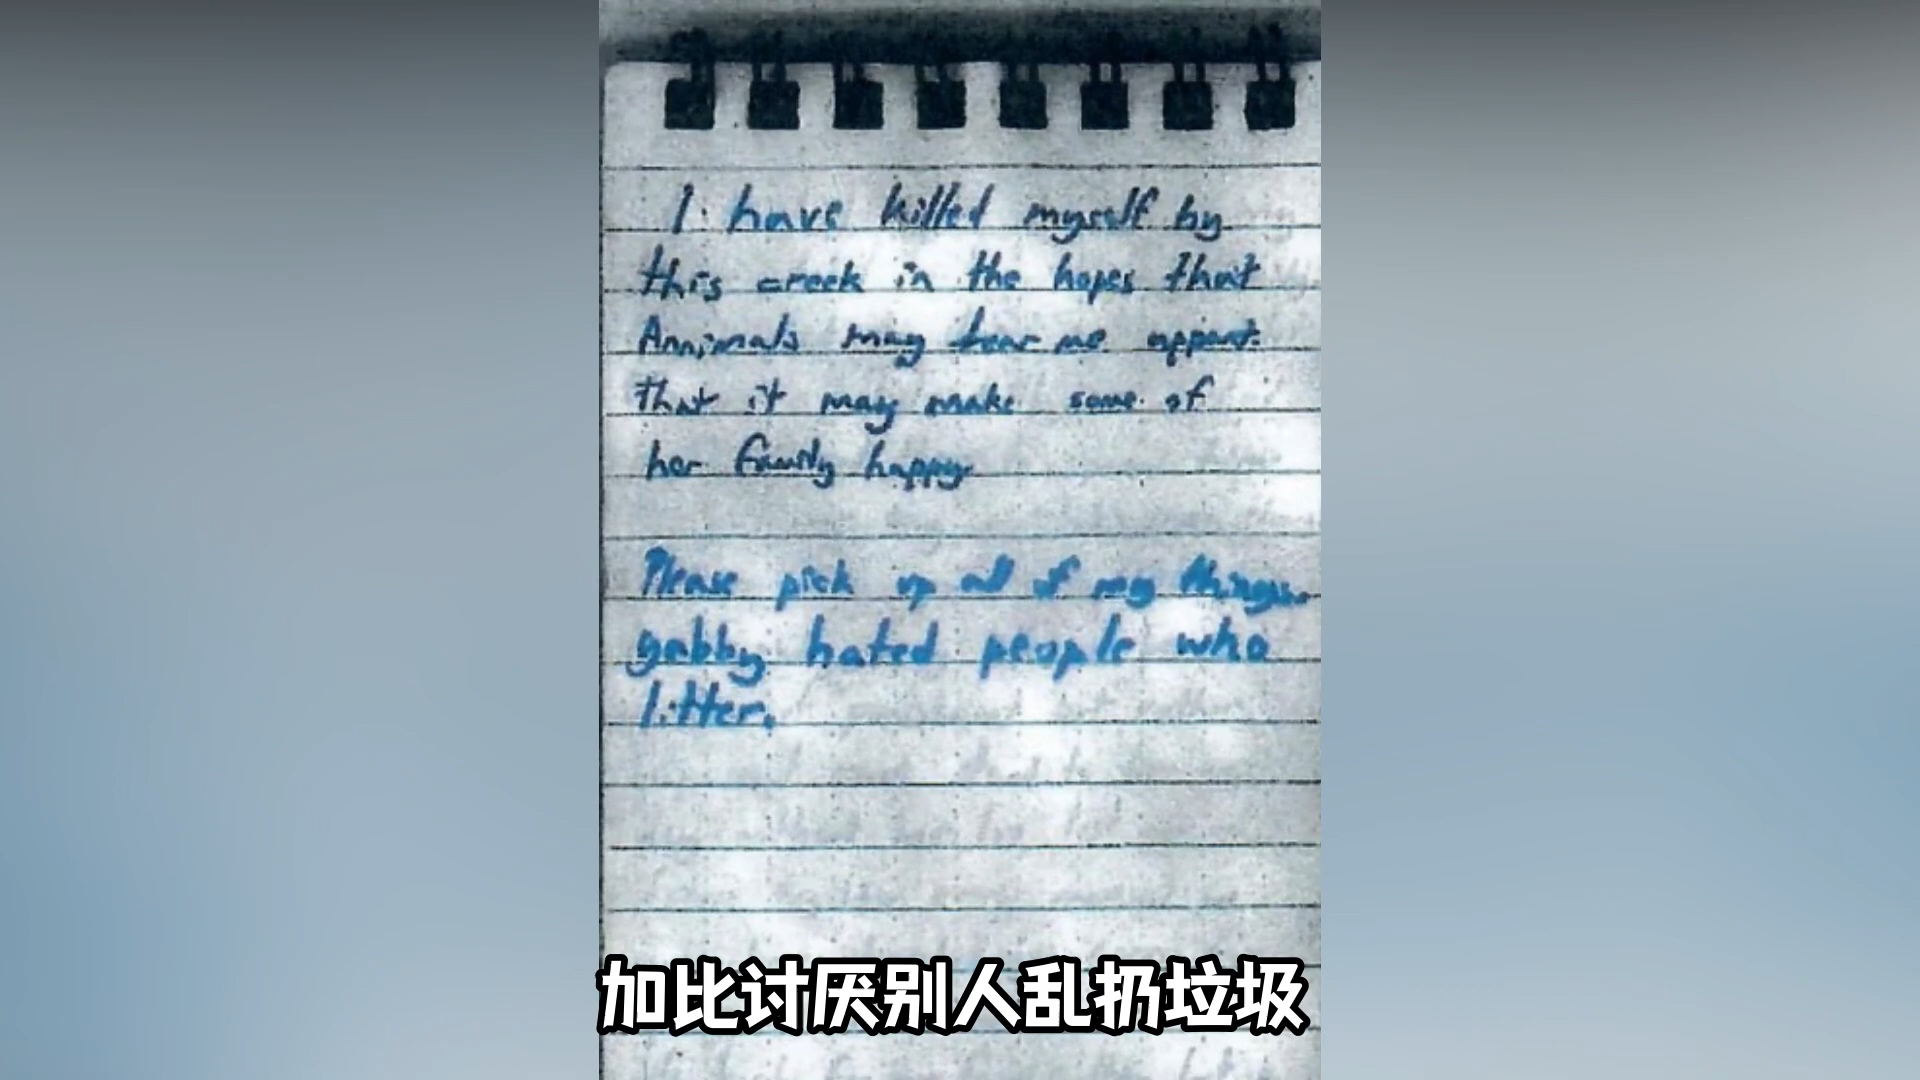 I have killed myself by
this creek in the hopes that
Annimals may tear me appart.
that it may make some of
her family happy
Please pick up all of my things.
gabby hated people who
litter.
加比讨厌别人乱扔垃圾